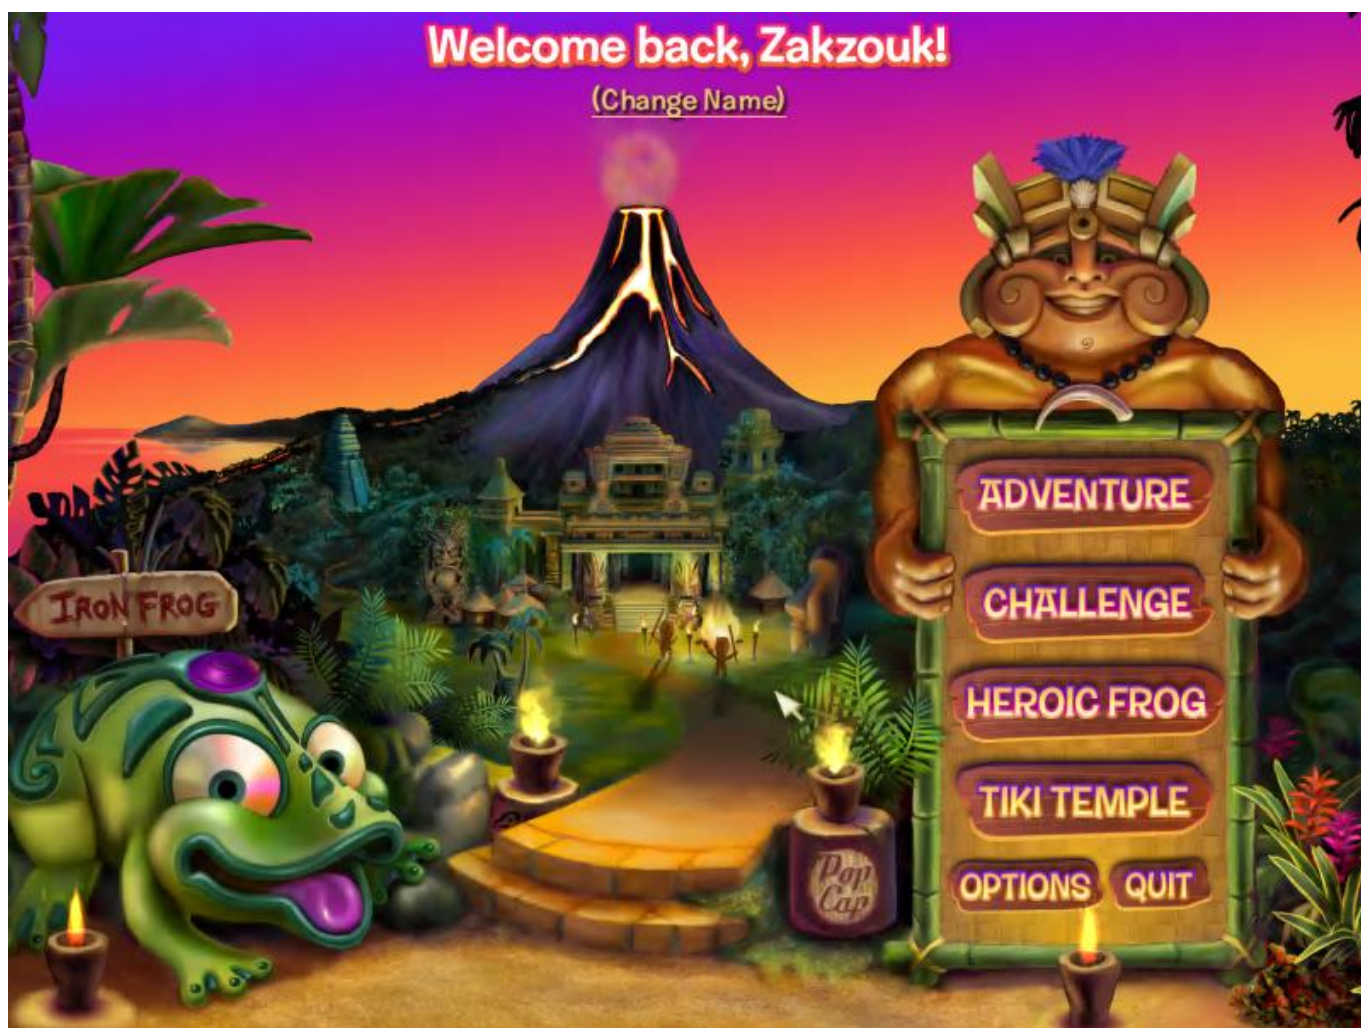 Welcome back, Zakzouk!
(Change Name)
ADVENTURE
IRON FROG
CHALLENGE
HEROIC FROG
TIKI TEMPLE
Pop
Cap
OPTIONS QUIT